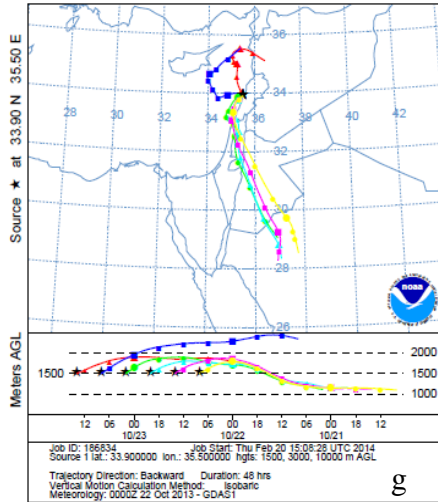 Source ★ at 33.90 N 35.50 E
36
34
32
30
28
26
28
30
32
34
36
38
40
42
noaa
Meters AGL
1500
2000
1500
1000
12 06 00 18 12 06 00 18 12 06 00 18 12
10/23 10/22 10/21
Job ID: 186834 Job Start: Thu Feb 20 15:08:28 UTC 2014
Source 1 lat.: 33.900000 lon.: 35.500000 hgts: 1500, 3000, 10000 m AGL
Trajectory Direction: Backward Duration: 48 hrs
Vertical Motion Calculation Method: Isobaric
Meteorology: 0000Z 22 Oct 2013 - GDAS1
g